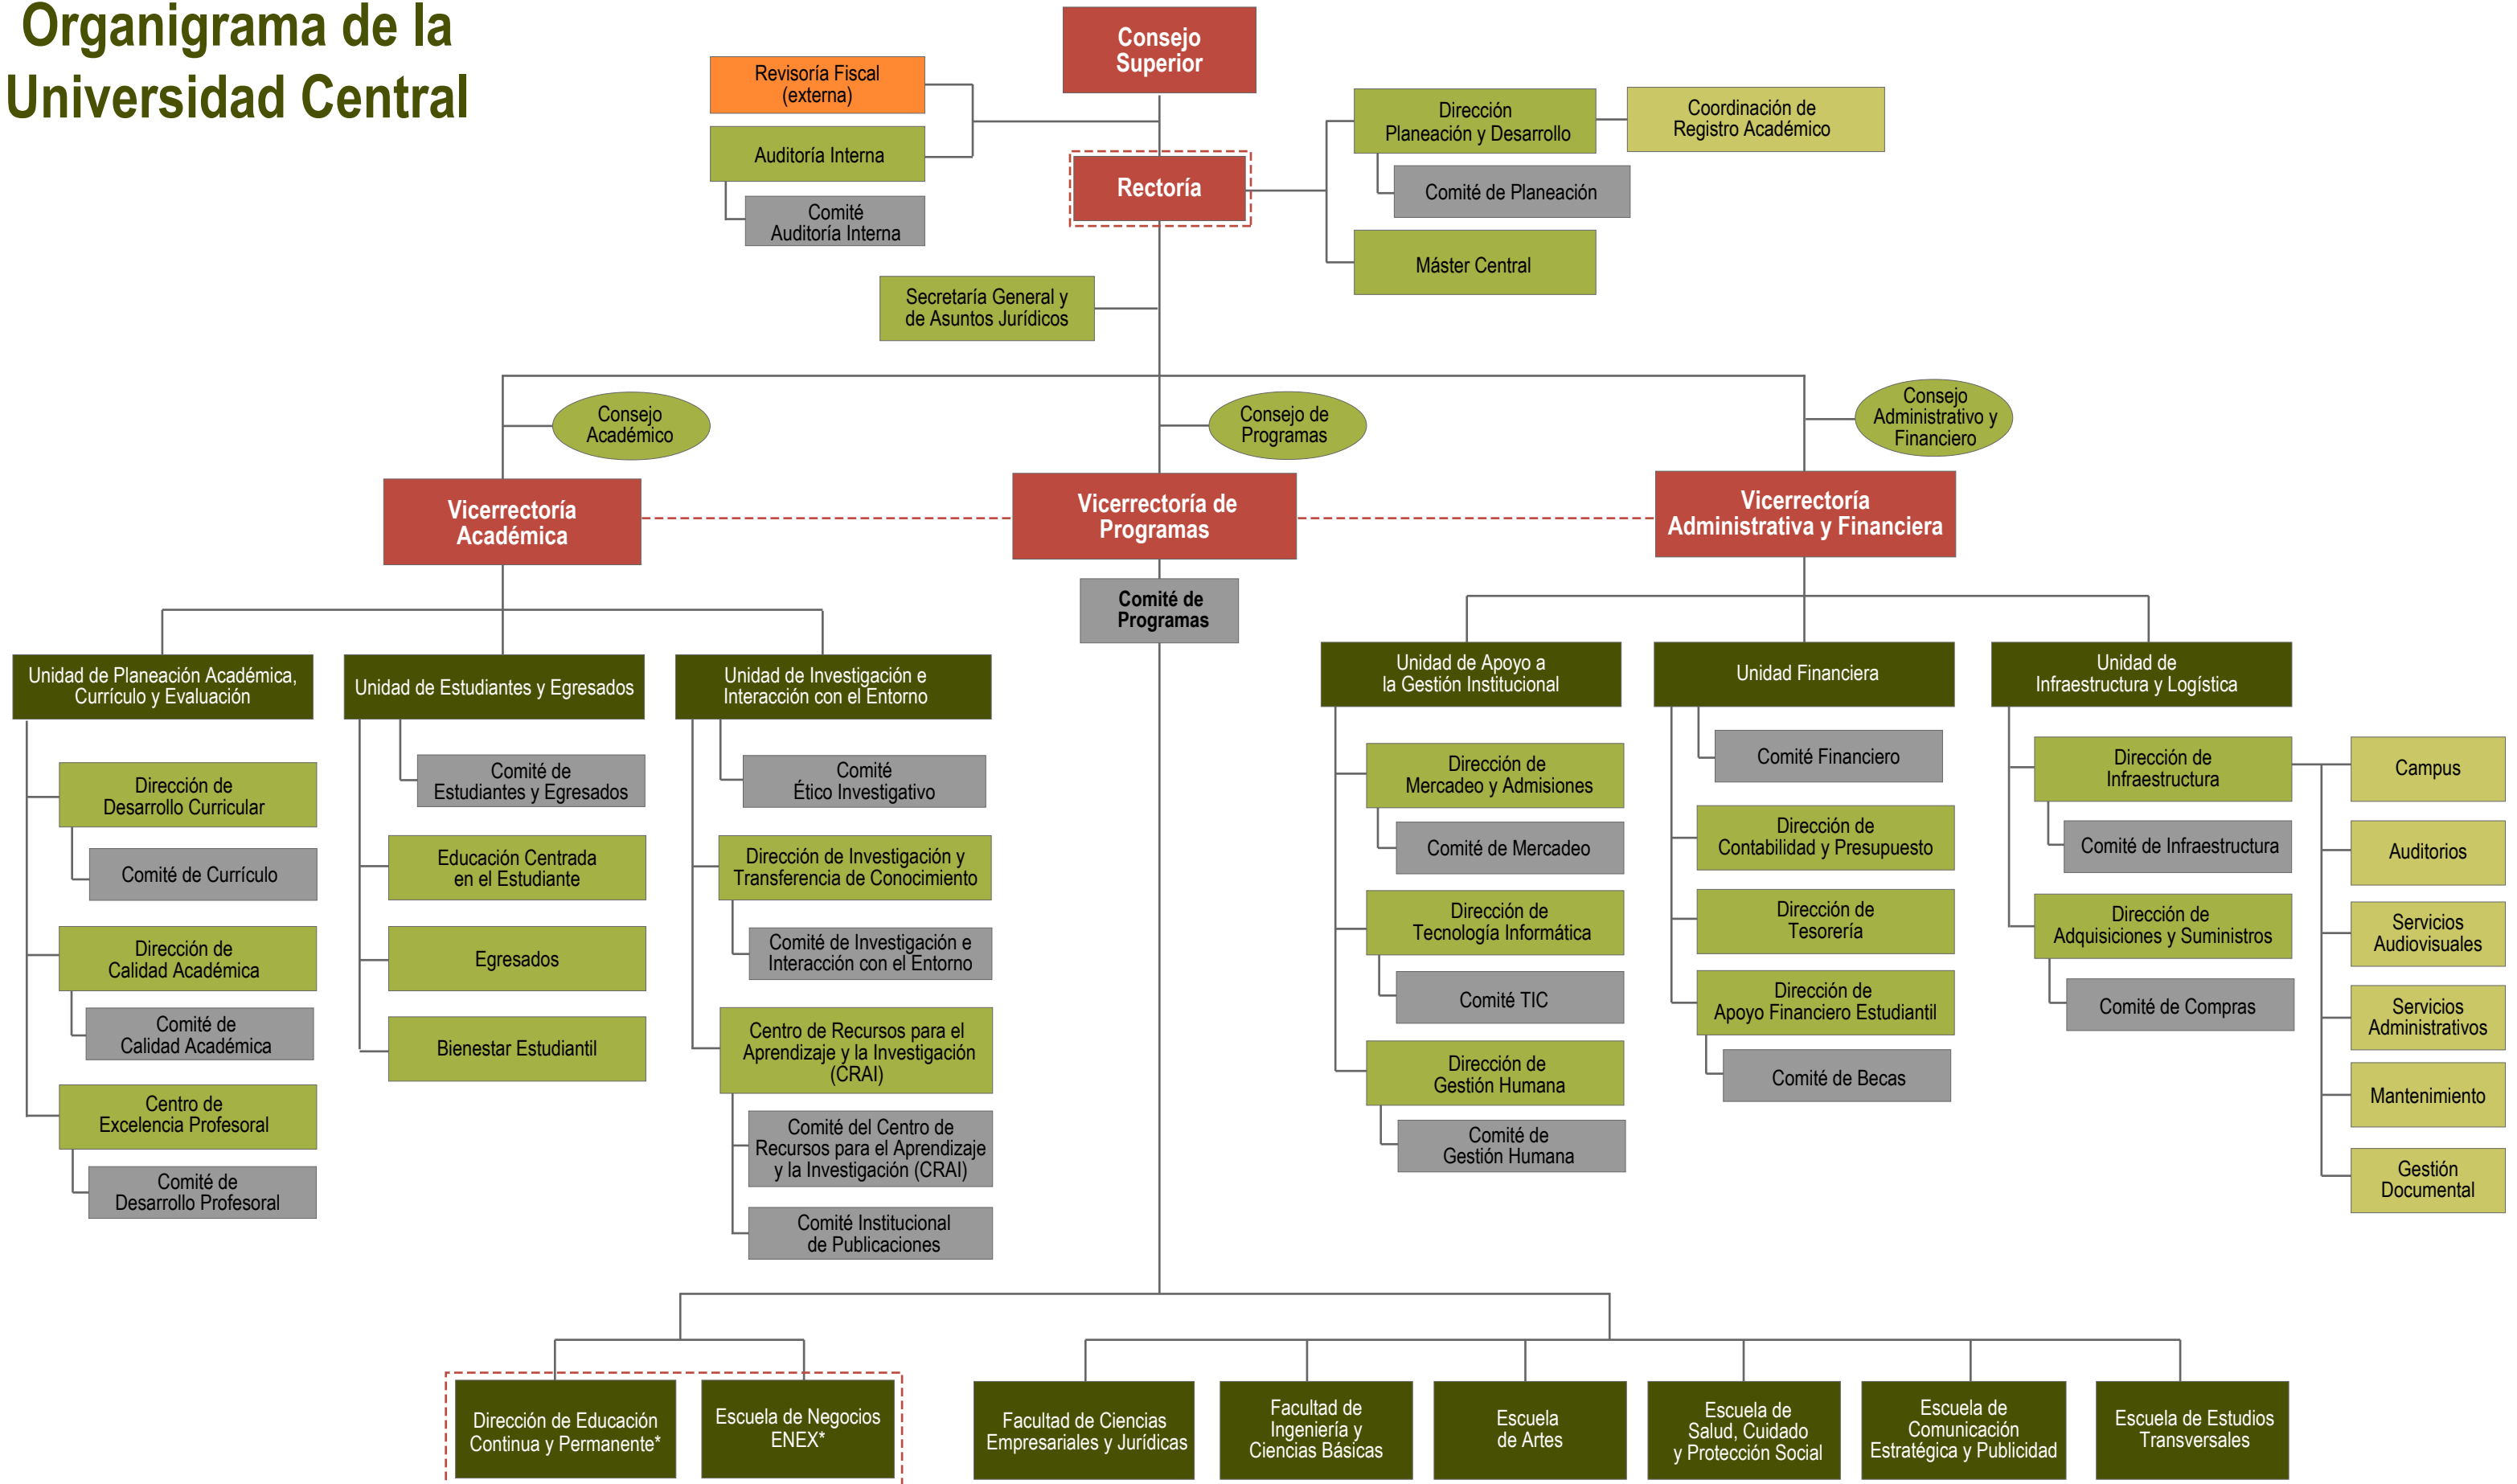 Organigrama de la
Universidad Central
Consejo
Superior
Revisoría Fiscal
(externa)
Auditoría Interna
Comité
Auditoría Interna
Rectoría
Dirección
Planeación y Desarrollo
Coordinación de
Registro Académico
Comité de Planeación
Máster Central
Secretaría General y
de Asuntos Jurídicos
Consejo
Académico
Consejo de
Programas
Consejo
Administrativo y
Financiero
Vicerrectoría
Académica
Vicerrectoría de
Programas
Vicerrectoría
Administrativa y Financiera
Comité de
Programas
Unidad de Planeación Académica,
Currículo y Evaluación
Dirección de
Desarrollo Curricular
Comité de Currículo
Dirección de
Calidad Académica
Comité de
Calidad Académica
Centro de
Excelencia Profesoral
Comité de
Desarrollo Profesoral
Unidad de Estudiantes y Egresados
Comité de
Estudiantes y Egresados
Educación Centrada
en el Estudiante
Egresados
Bienestar Estudiantil
Unidad de Investigación e
Interacción con el Entorno
Comité
Ético Investigativo
Dirección de Investigación y
Transferencia de Conocimiento
Comité de Investigación e
Interacción con el Entorno
Centro de Recursos para el
Aprendizaje y la Investigación
(CRAI)
Comité del Centro de
Recursos para el Aprendizaje
y la Investigación (CRAI)
Comité Institucional
de Publicaciones
Unidad de Apoyo a
la Gestión Institucional
Dirección de
Mercadeo y Admisiones
Comité de Mercadeo
Dirección de
Tecnología Informática
Comité TIC
Dirección de
Gestión Humana
Comité de
Gestión Humana
Unidad Financiera
Comité Financiero
Dirección de
Contabilidad y Presupuesto
Dirección de
Tesorería
Dirección de
Apoyo Financiero Estudiantil
Comité de Becas
Unidad de
Infraestructura y Logística
Dirección de
Infraestructura
Comité de Infraestructura
Dirección de
Adquisiciones y Suministros
Comité de Compras
Campus
Auditorios
Servicios
Audiovisuales
Servicios
Administrativos
Mantenimiento
Gestión
Documental
Dirección de Educación
Continua y Permanente*
Escuela de Negocios
ENEX*
Facultad de Ciencias
Empresariales y Jurídicas
Facultad de
Ingeniería y
Ciencias Básicas
Escuela
de Artes
Escuela de
Salud, Cuidado
y Protección Social
Escuela de
Comunicación
Estratégica y Publicidad
Escuela de Estudios
Transversales